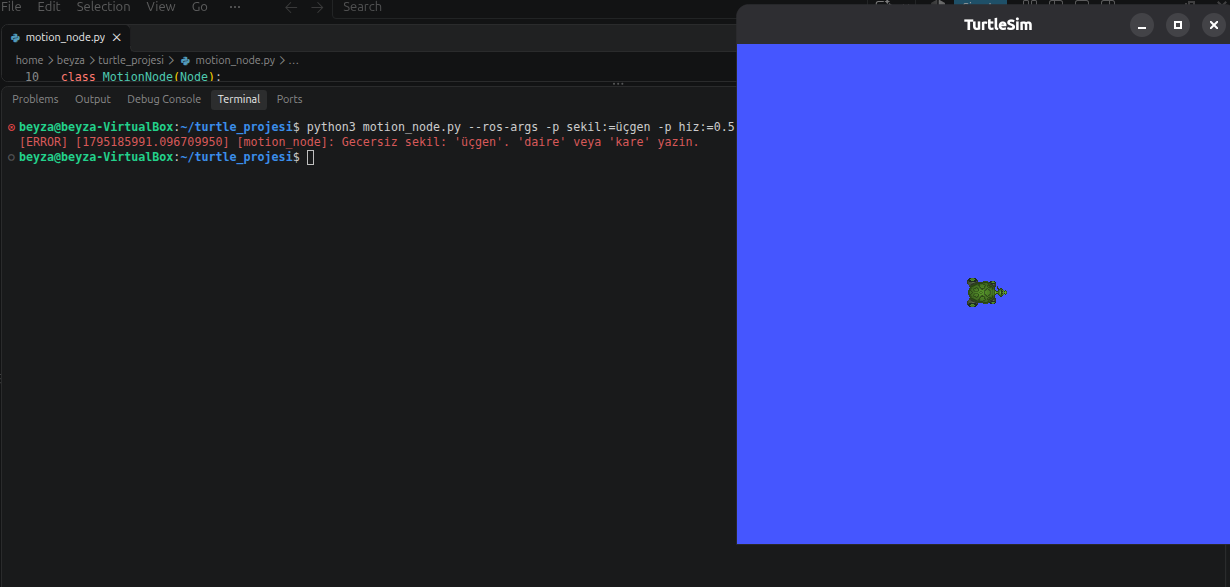 File Edit Selection View Go ··· Search
TurtleSim
motion_node.py
home > beyza > turtle_projesi > motion_node.py > ...
10 class MotionNode(Node):
Problems Output Debug Console Terminal Ports
beyza@beyza-VirtualBox:~/turtle_projesi$ python3 motion_node.py --ros-args -p sekil:=üçgen -p hiz:=0.5
[ERROR] [1795185991.096709950] [motion_node]: Gecersiz sekil: 'üçgen'. 'daire' veya 'kare' yazin.
beyza@beyza-VirtualBox:~/turtle_projesi$